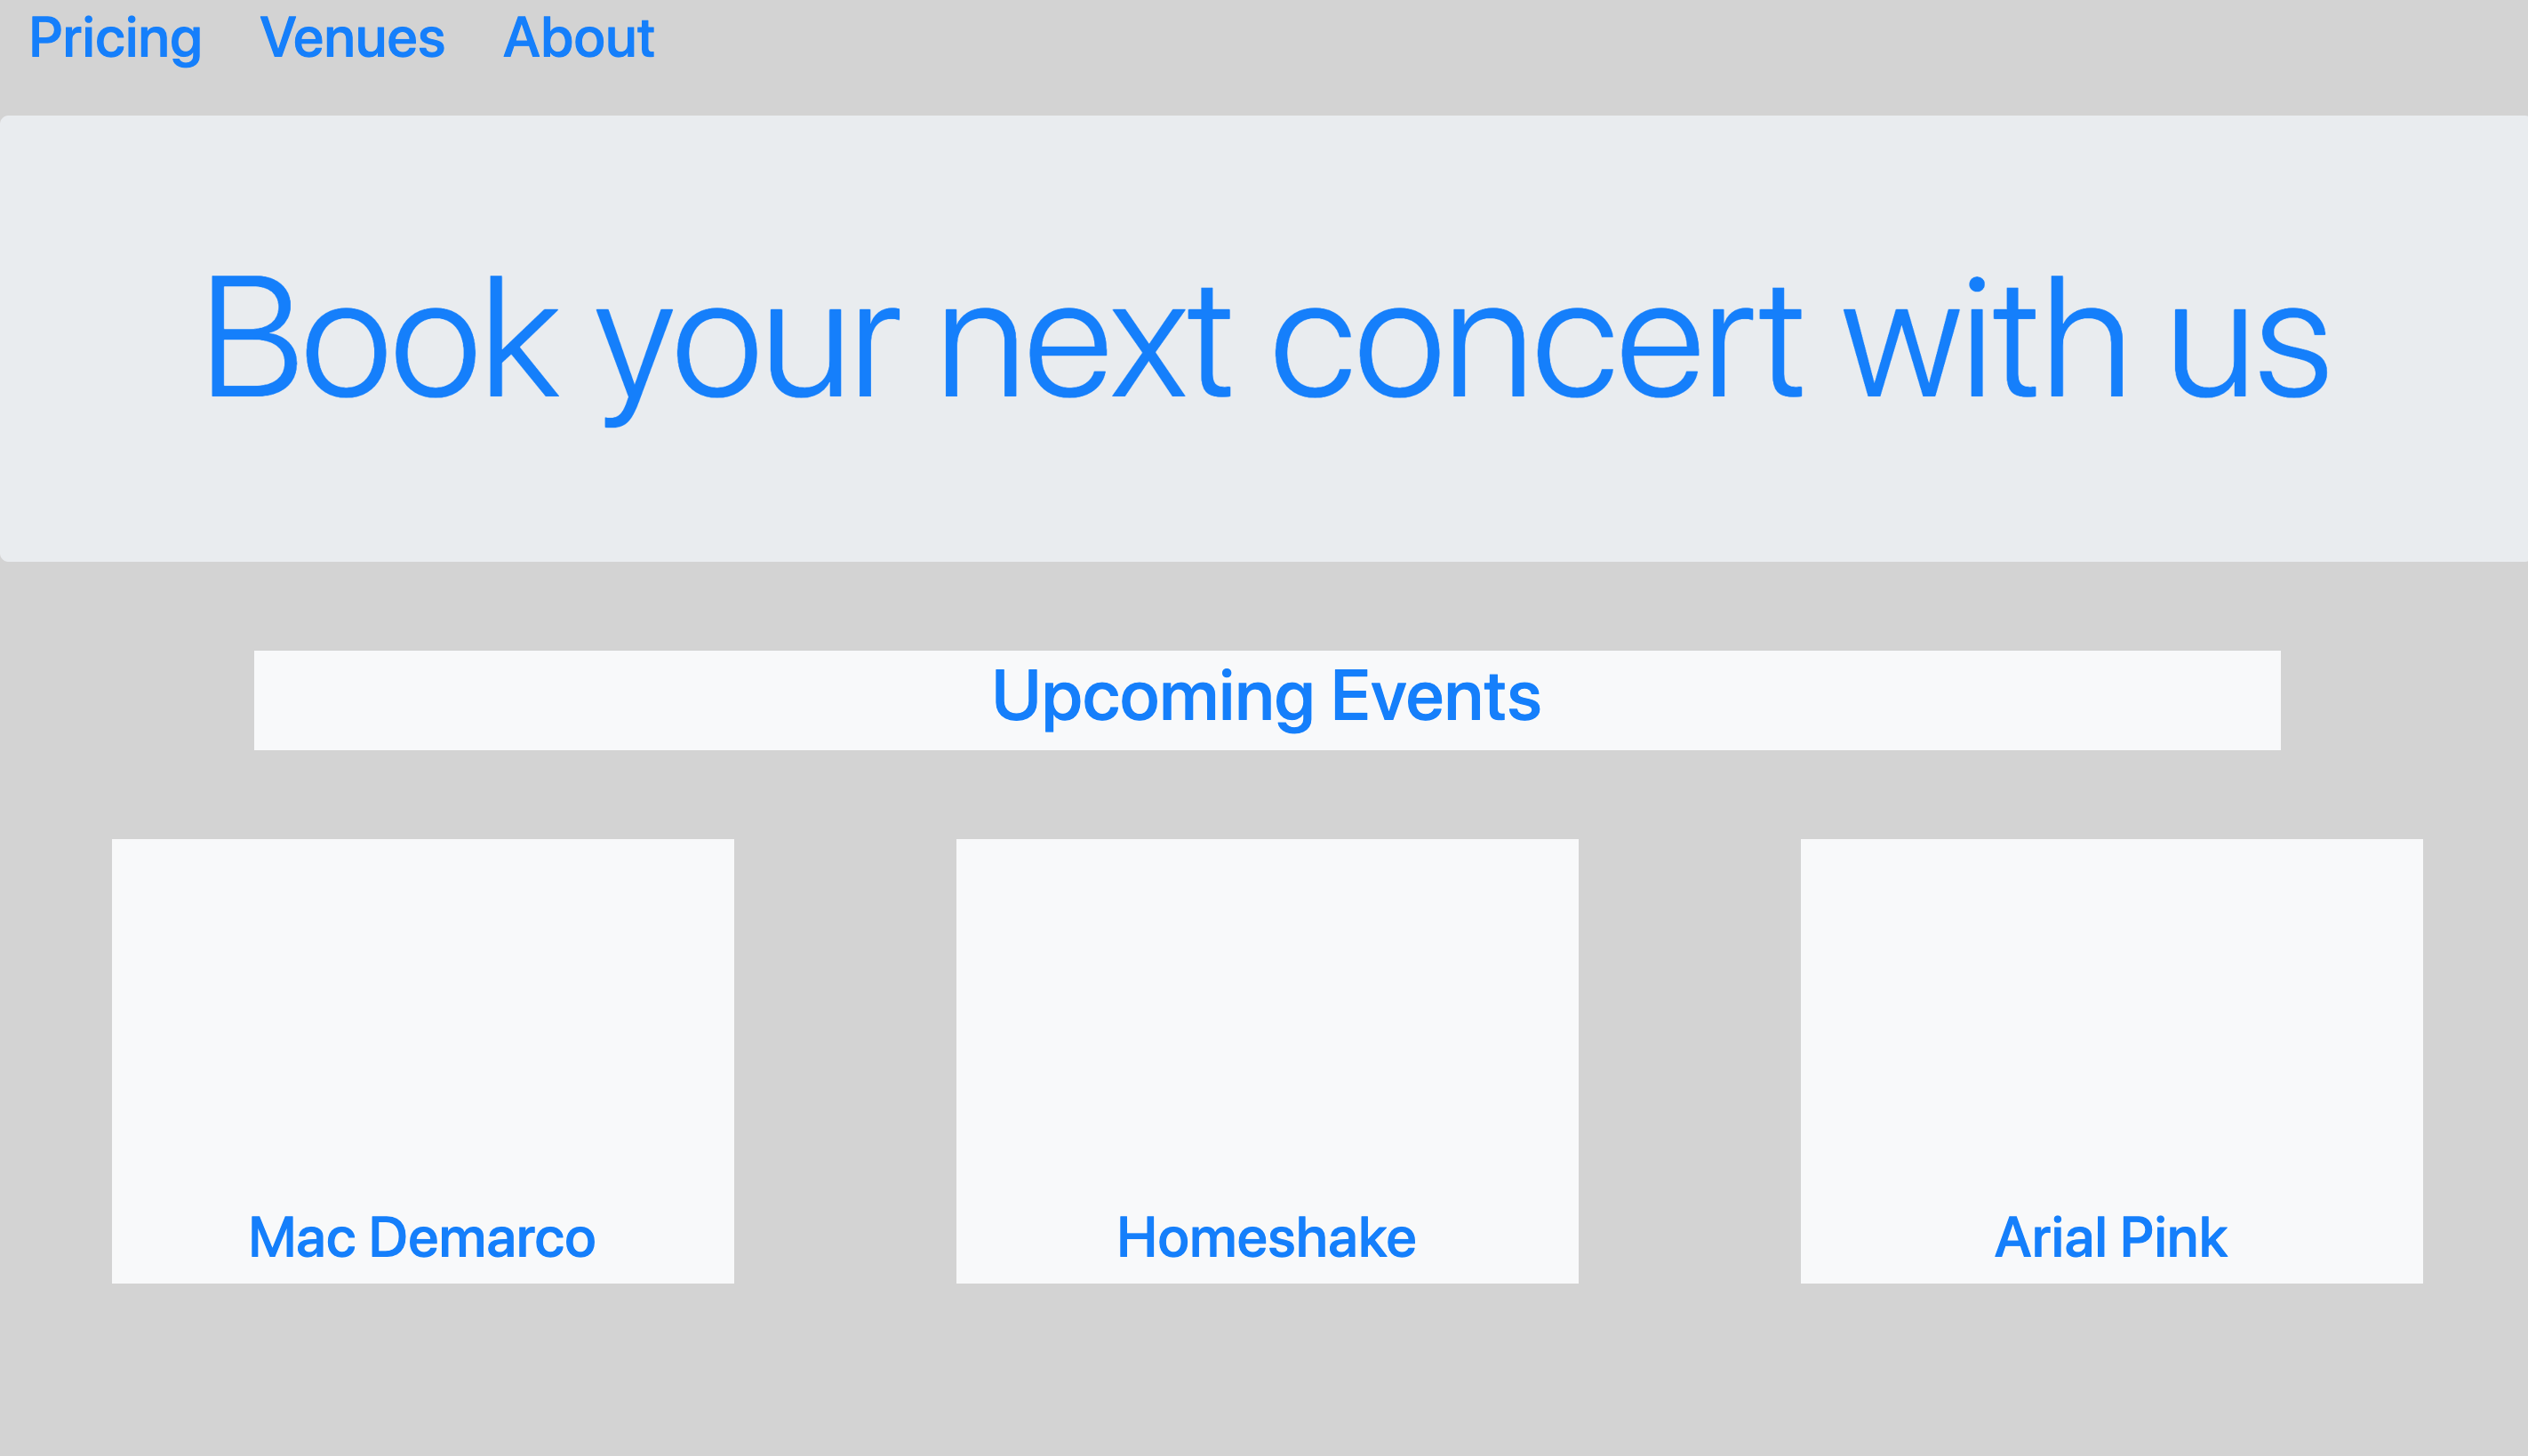 Pricing Venues About
Book your next concert with us
Upcoming Events
Mac Demarco Homeshake Arial Pink